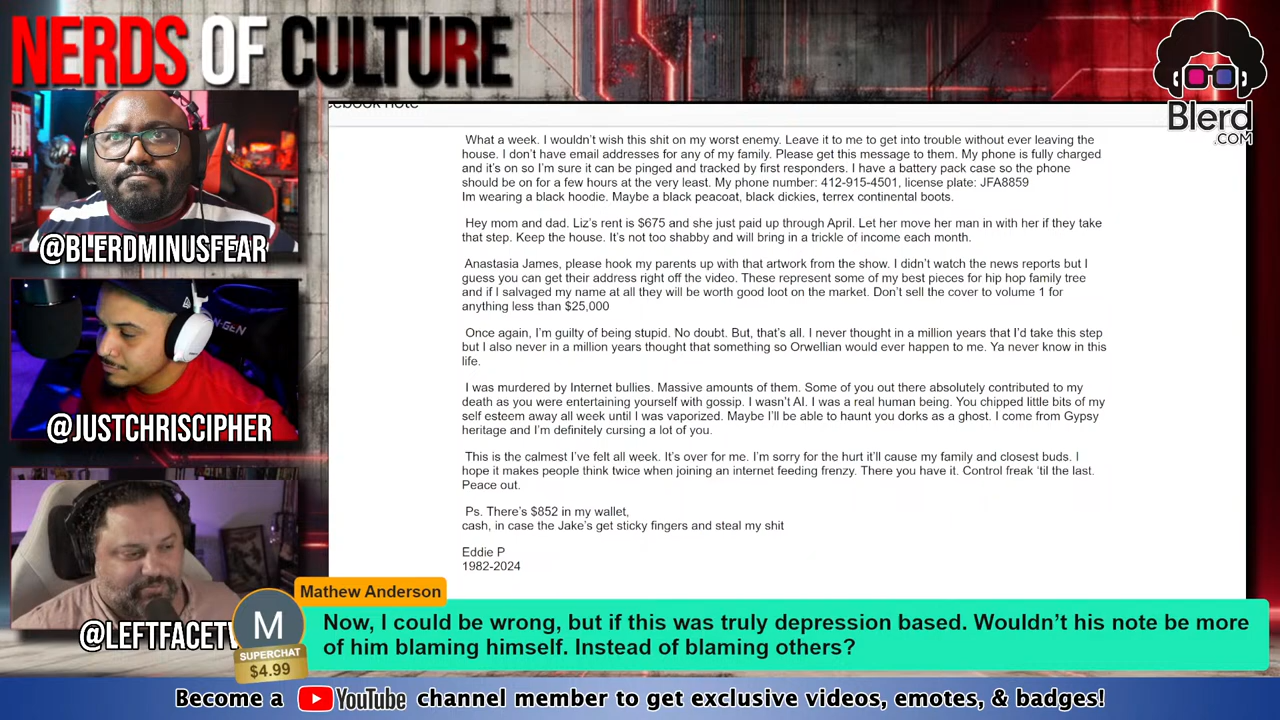 NERDS OF CULTURE
Blerd
.COM
ebook note
What a week. I wouldn't wish this shit on my worst enemy. Leave it to me to get into trouble without ever leaving the
house. I don't have email addresses for any of my family. Please get this message to them. My phone is fully charged
and it's on so I'm sure it can be pinged and tracked by first responders. I have a battery pack case so the phone
should be on for a few hours at the very least. My phone number: 412-915-4501, license plate: JFA8859
Im wearing a black hoodie. Maybe a black peacoat, black dickies, terrex continental boots.
Hey mom and dad. Liz's rent is $675 and she just paid up through April. Let her move her man in with her if they take
that step. Keep the house. It's not too shabby and will bring in a trickle of income each month.
Anastasia James, please hook my parents up with that artwork from the show. I didn't watch the news reports but I
guess you can get their address right off the video. These represent some of my best pieces for hip hop family tree
and if I salvaged my name at all they will be worth good loot on the market. Don't sell the cover to volume 1 for
anything less than $25,000
Once again, I'm guilty of being stupid. No doubt. But, that's all. I never thought in a million years that I'd take this step
but I also never in a million years thought that something so Orwellian would ever happen to me. Ya never know in this
life.
I was murdered by Internet bullies. Massive amounts of them. Some of you out there absolutely contributed to my
death as you were entertaining yourself with gossip. I wasn't AI. I was a real human being. You chipped little bits of my
self esteem away all week until I was vaporized. Maybe I'll be able to haunt you dorks as a ghost. I come from Gypsy
heritage and I'm definitely cursing a lot of you.
This is the calmest I've felt all week. It's over for me. I'm sorry for the hurt it'll cause my family and closest buds. I
hope it makes people think twice when joining an internet feeding frenzy. There you have it. Control freak 'til the last.
Peace out.
Ps. There's $852 in my wallet,
cash, in case the Jake's get sticky fingers and steal my shit
Eddie P
1982-2024
@BLERDMINUSFEAR
@JUSTCHRISCIPHER
@LEFTFACETV
Mathew Anderson
M
SUPERCHAT
$4.99
Now, I could be wrong, but if this was truly depression based. Wouldn't his note be more
of him blaming himself. Instead of blaming others?
Become a YouTube channel member to get exclusive videos, emotes, & badges!